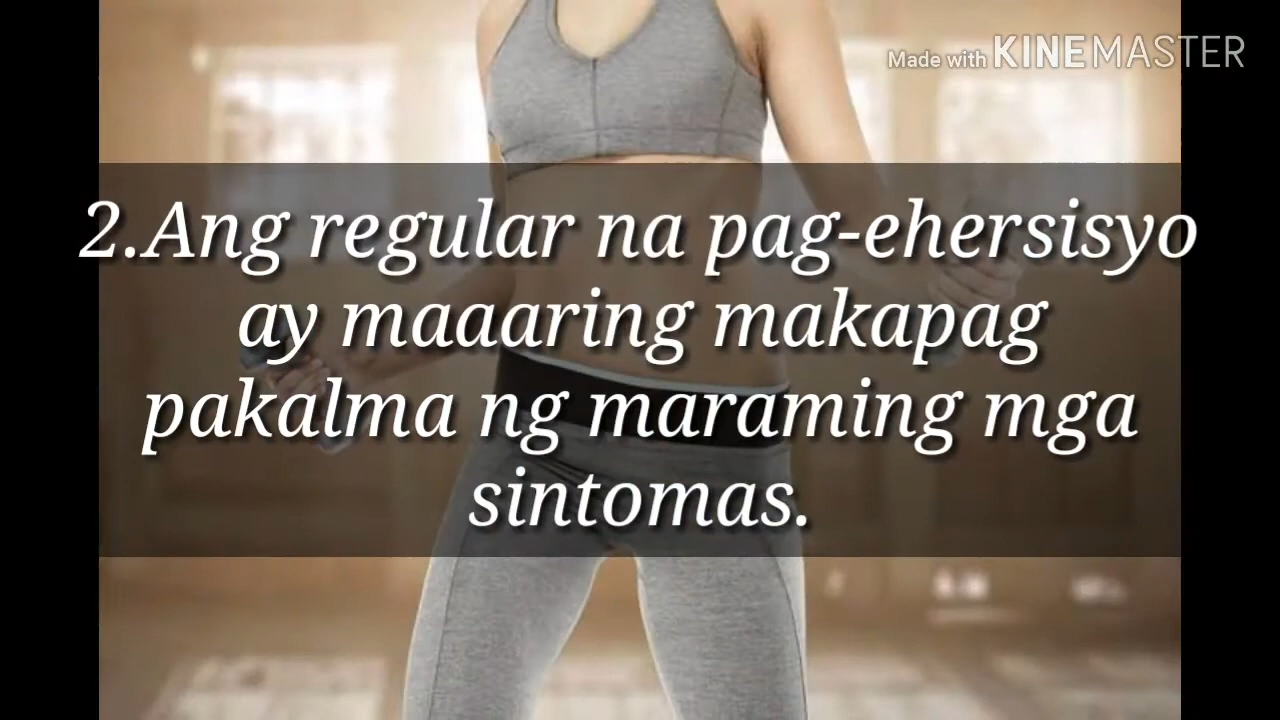 Made with KINEMASTER
2.Ang regular na pag-ehersisyo
ay maaaring makapag
pakalma ng maraming mga
sintomas.